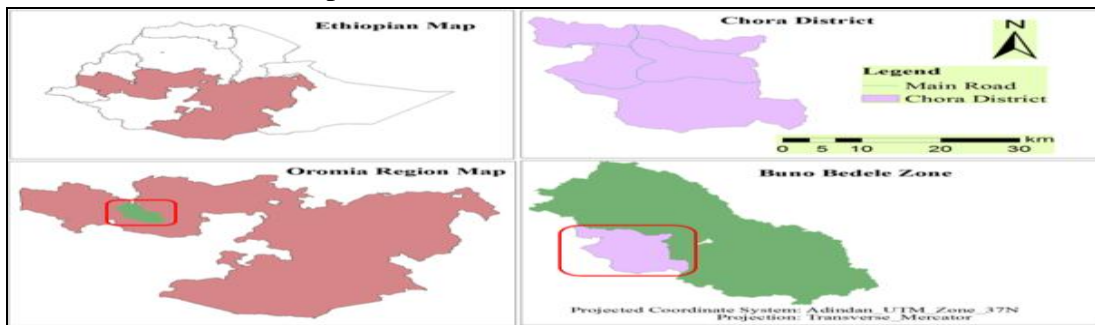 Ethiopian Map
Chora District
N
Legend
Main Road
Chora District
km
0 5 10 20 30
Oromia Region Map
Buno Bedele Zone
Projected Coordinate System: Adindan_UTM_Zone_37N
Projection: Transverse_Mercator